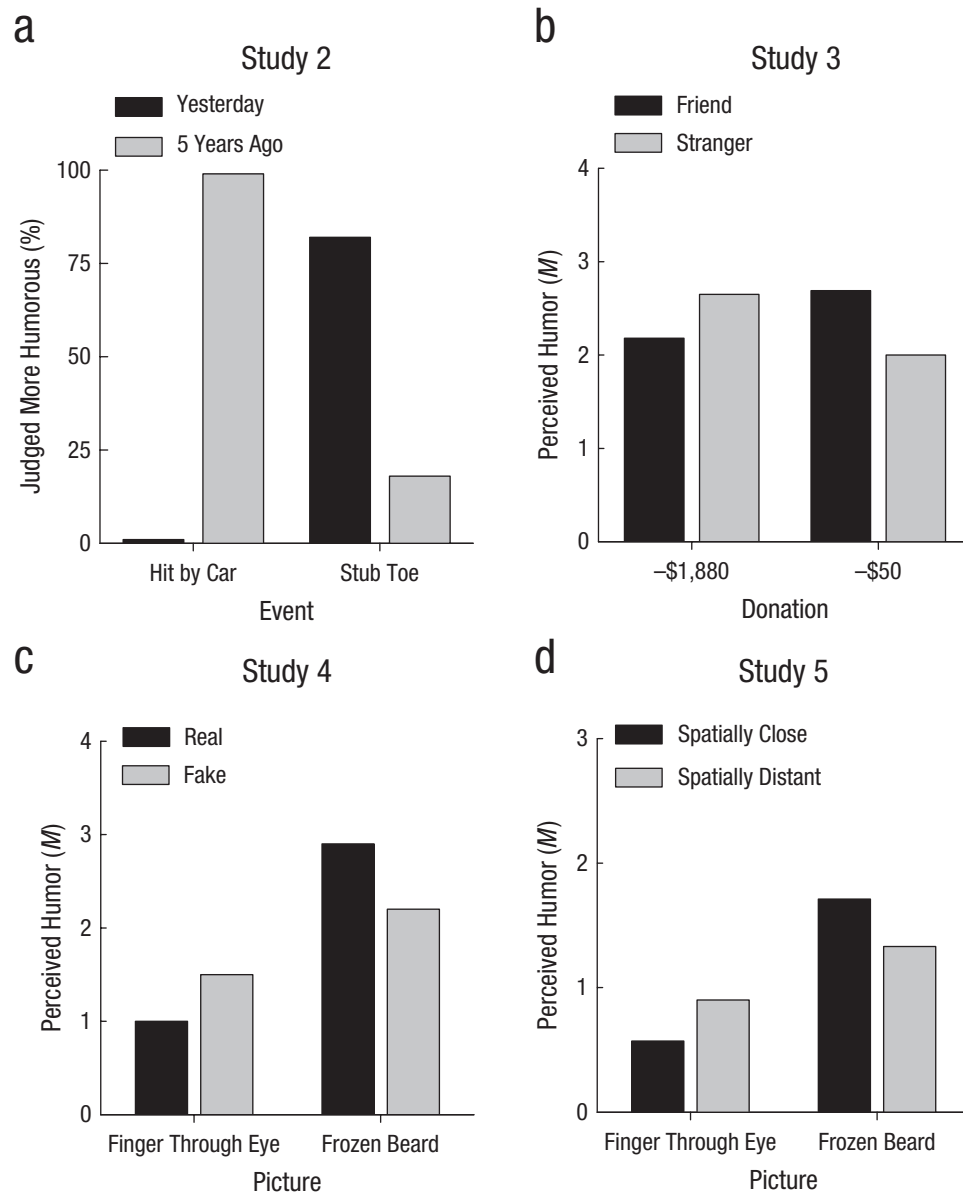 a
Study 2
Yesterday
5 Years Ago
Judged More Humorous (%)
100
75
50
25
0
Hit by Car
Stub Toe
Event
b
Study 3
Friend
Stranger
Perceived Humor (M)
4
3
2
1
0
–$1,880
–$50
Donation
c
Study 4
Real
Fake
Perceived Humor (M)
4
3
2
1
0
Finger Through Eye
Frozen Beard
Picture
d
Study 5
Spatially Close
Spatially Distant
Perceived Humor (M)
3
2
1
0
Finger Through Eye
Frozen Beard
Picture